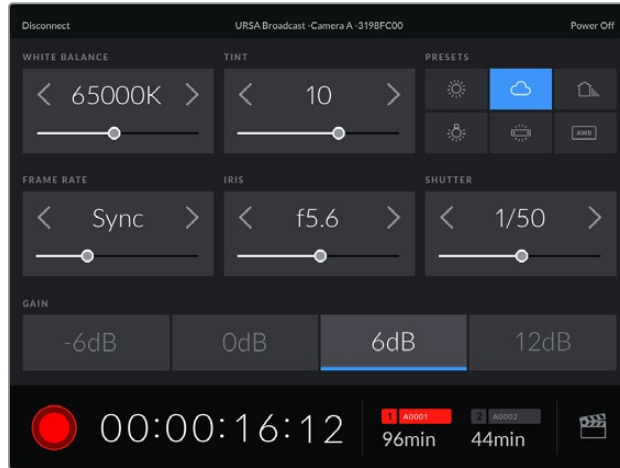 Disconnect URSA Broadcast -Camera A -3198FC00 Power Off
WHITE BALANCE TINT PRESETS
65000K 10
AWB
FRAME RATE IRIS SHUTTER
Sync f5.6 1/50
GAIN
-6dB 0dB 6dB 12dB
00:00:16:12 1 A0001 2 A0002
96min 44min